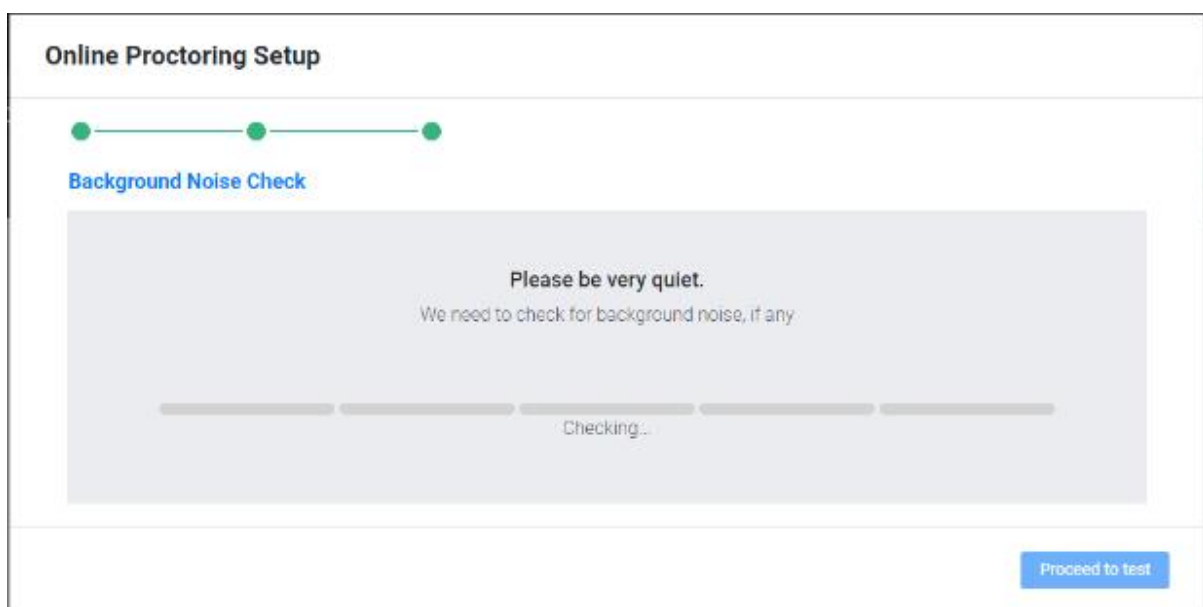 Online Proctoring Setup
Background Noise Check
Please be very quiet.
We need to check for background noise, if any
Checking...
Proceed to test